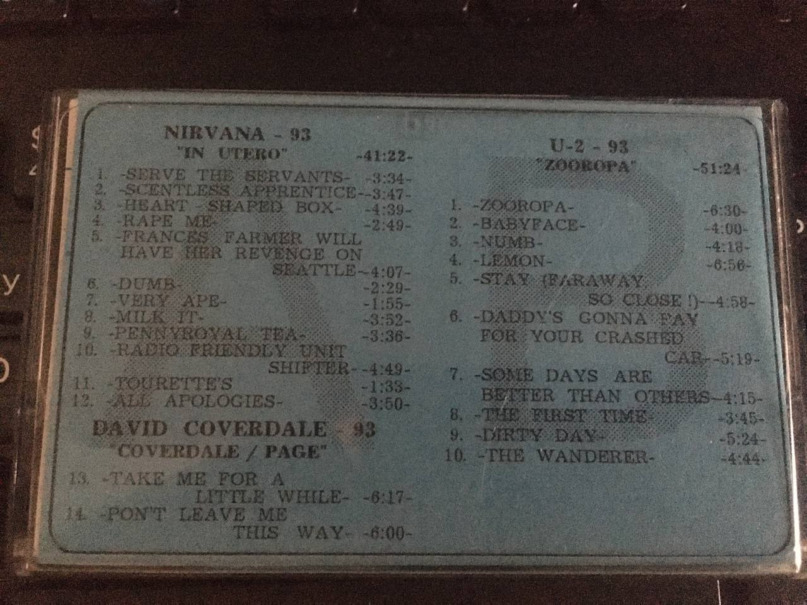 NIRVANA - 93
"IN UTERO" -41:22-
1. -SERVE THE SERVANTS- -3:34-
2. -SCENTLESS APPRENTICE- -3:47-
3. -HEART - SHAPED BOX- -4:39-
4. -RAPE ME- -2:49-
5. -FRANCES FARMER WILL
HAVE HER REVENGE ON
SEATTLE- -4:07-
6. -DUMB- -2:29-
7. -VERY APE- -1:55-
8. -MILK IT- -3:52-
9. -PENNYROYAL TEA- -3:36-
10. -RADIO FRIENDLY UNIT
SHIFTER- -4:49-
11. -TOURETTE'S -1:33-
12. -ALL APOLOGIES- -3:50-
DAVID COVERDALE - 93
"COVERDALE / PAGE"
13. -TAKE ME FOR A
LITTLE WHILE- -6:17-
14. -PON'T LEAVE ME
THIS WAY- -6:00-
U-2 - 93
"ZOOROPA" -51:24-
1. -ZOOROPA- -6:30-
2. -BABYFACE- -4:00-
3. -NUMB- -4:18-
4. -LEMON- -6:56-
5. -STAY (FARAWAY
SO CLOSE !)- -4:58-
6. -DADDY'S GONNA PAY
FOR YOUR CRASHED
CAR- -5:19-
7. -SOME DAYS ARE
BETTER THAN OTHERS- -4:15-
8. -THE FIRST TIME- -3:45-
9. -DIRTY DAY- -5:24-
10. -THE WANDERER- -4:44-
A
B